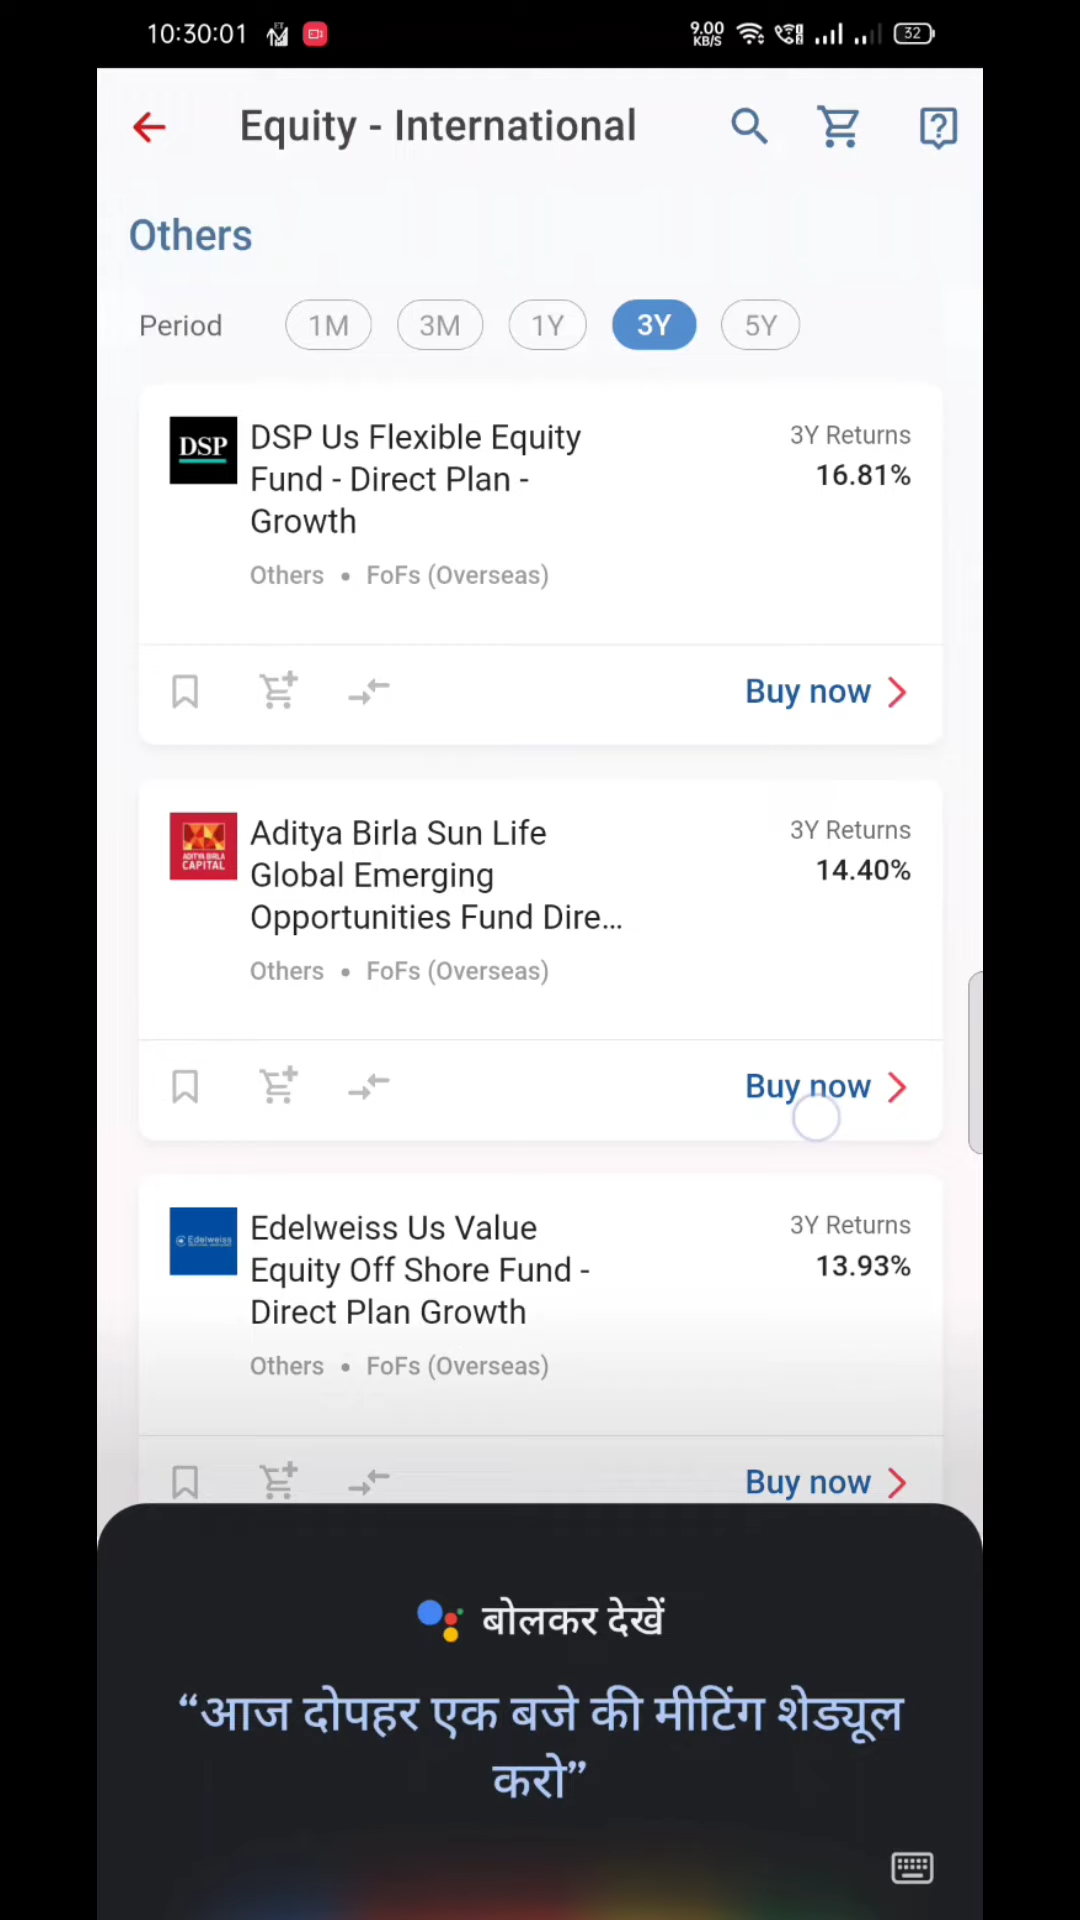 10:30:01 9.00 KB/S 32
Equity - International
Others
Period 1M 3M 1Y 3Y 5Y
DSP
DSP Us Flexible Equity
Fund - Direct Plan -
Growth
3Y Returns
16.81%
Others • FoFs (Overseas)
Buy now
ADITYA BIRLA
CAPITAL
Aditya Birla Sun Life
Global Emerging
Opportunities Fund Dire...
3Y Returns
14.40%
Others • FoFs (Overseas)
Buy now
Edelweiss
Edelweiss Us Value
Equity Off Shore Fund -
Direct Plan Growth
3Y Returns
13.93%
Others • FoFs (Overseas)
Buy now
बोलकर देखें
“आज दोपहर एक बजे की मीटिंग शेड्यूल
करो”